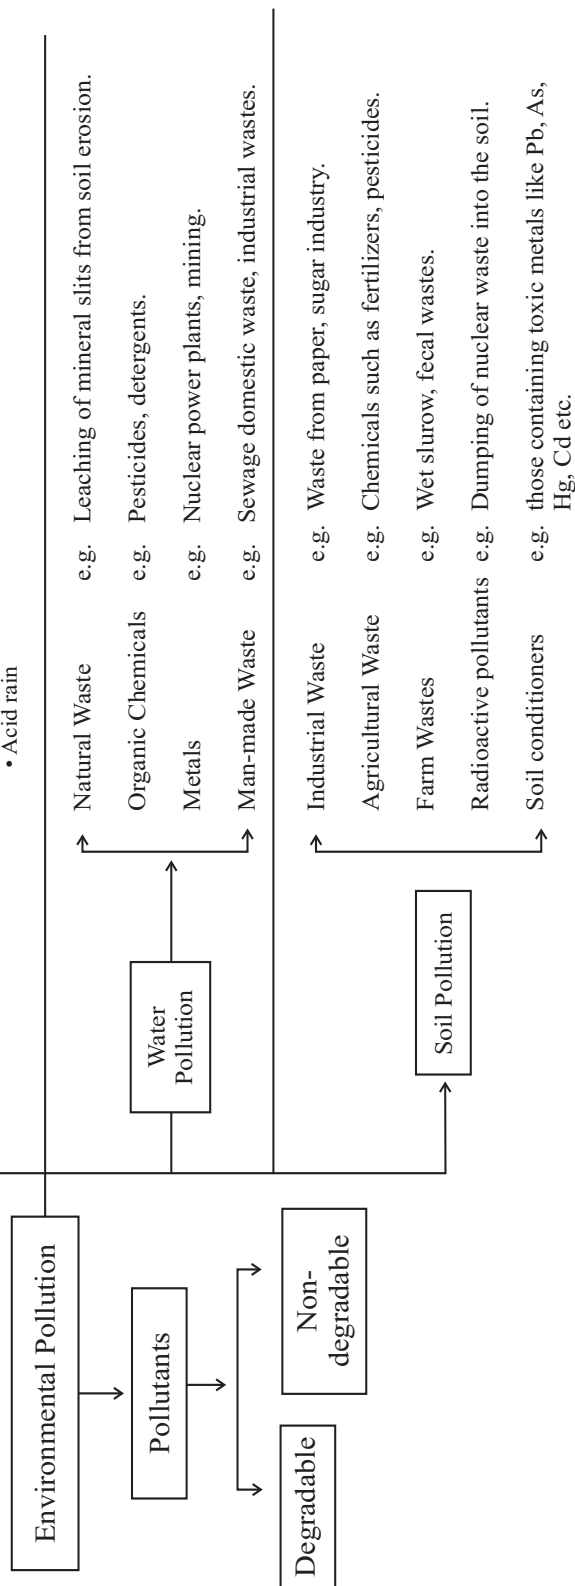 • Acid rain
Natural Waste e.g. Leaching of mineral slits from soil erosion.
Organic Chemicals e.g. Pesticides, detergents.
Metals e.g. Nuclear power plants, mining.
Man-made Waste e.g. Sewage domestic waste, industrial wastes.
Water
Pollution
Industrial Waste e.g. Waste from paper, sugar industry.
Agricultural Waste e.g. Chemicals such as fertilizers, pesticides.
Farm Wastes e.g. Wet slurow, fecal wastes.
Radioactive pollutants e.g. Dumping of nuclear waste into the soil.
Soil conditioners e.g. those containing toxic metals like Pb, As,
Hg, Cd etc.
Soil Pollution
Environmental Pollution
Pollutants
Degradable
Non-
degradable